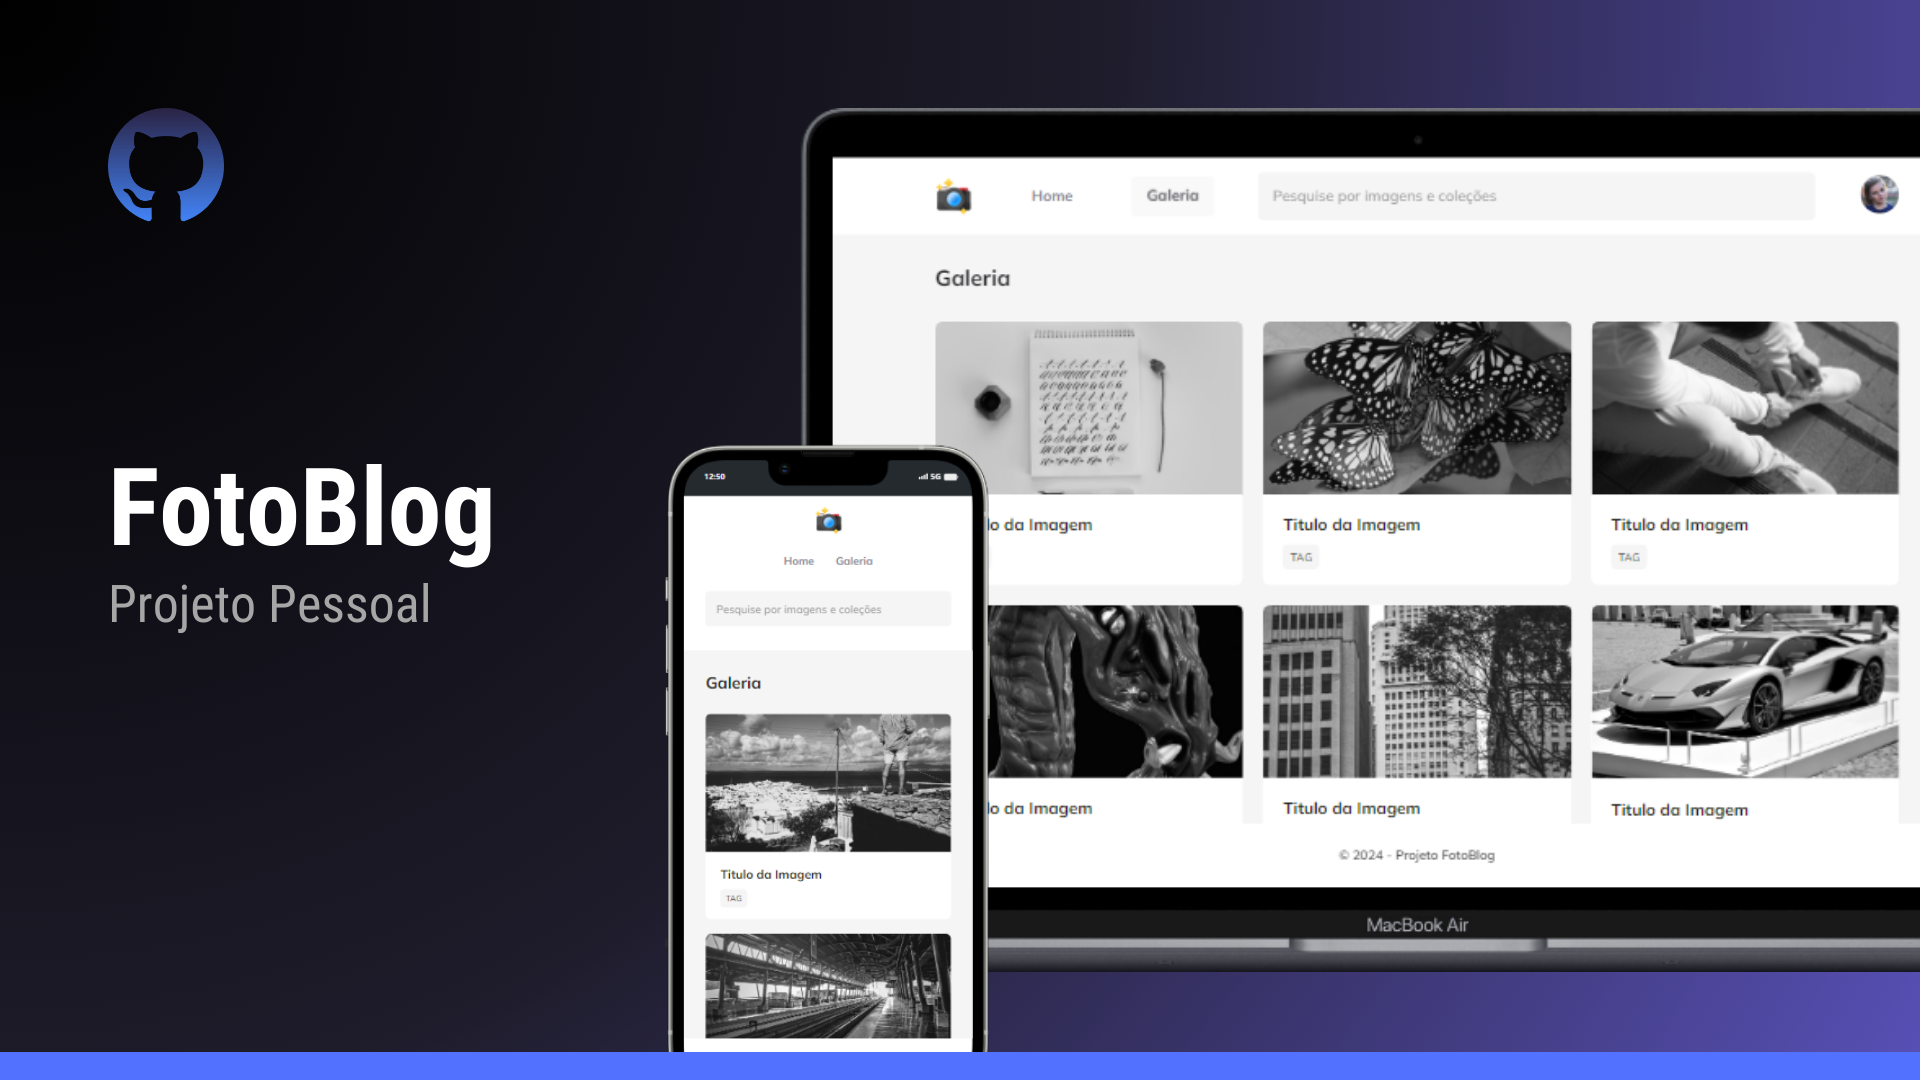 FotoBlog
Projeto Pessoal
Home
Galeria
Pesquise por imagens e coleções
Galeria
lo da Imagem
Titulo da Imagem
TAG
Titulo da Imagem
TAG
lo da Imagem
Titulo da Imagem
Titulo da Imagem
© 2024 - Projeto FotoBlog
MacBook Air
12:50
5G
Home
Galeria
Pesquise por imagens e coleções
Galeria
Titulo da Imagem
TAG